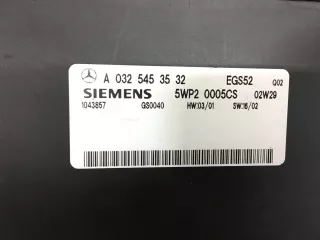 A 032 545 35 32 EGS52 Q02
SIEMENS 5WP2 0005CS 02W29
1043857 GS0040 HW:03/01 SW:16/02